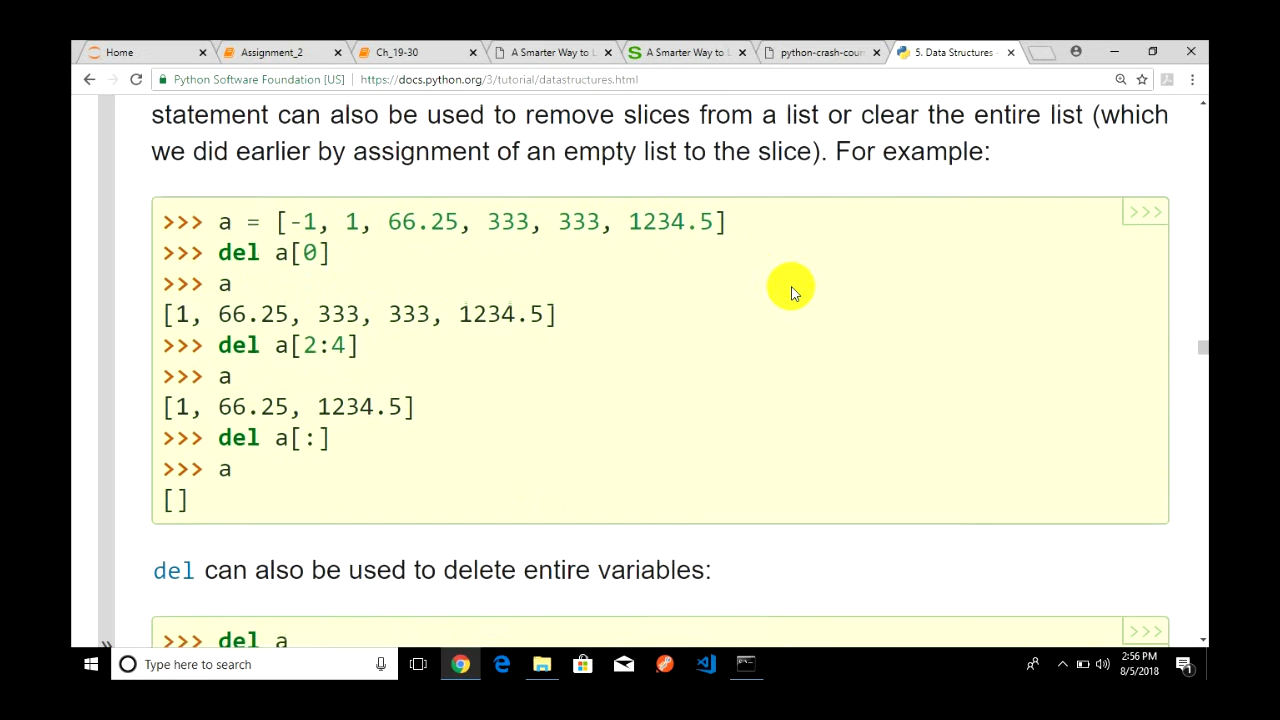 Home
Assignment_2
Ch_19-30
A Smarter Way to L
A Smarter Way to L
python-crash-cour
5. Data Structures
Python Software Foundation [US] https://docs.python.org/3/tutorial/datastructures.html
statement can also be used to remove slices from a list or clear the entire list (which
we did earlier by assignment of an empty list to the slice). For example:
>>>
>>> a = [-1, 1, 66.25, 333, 333, 1234.5]
>>> del a[0]
>>> a
[1, 66.25, 333, 333, 1234.5]
>>> del a[2:4]
>>> a
[1, 66.25, 1234.5]
>>> del a[:]
>>> a
[]
del can also be used to delete entire variables:
>>>
>>> del a
»
Type here to search
2:56 PM
8/5/2018